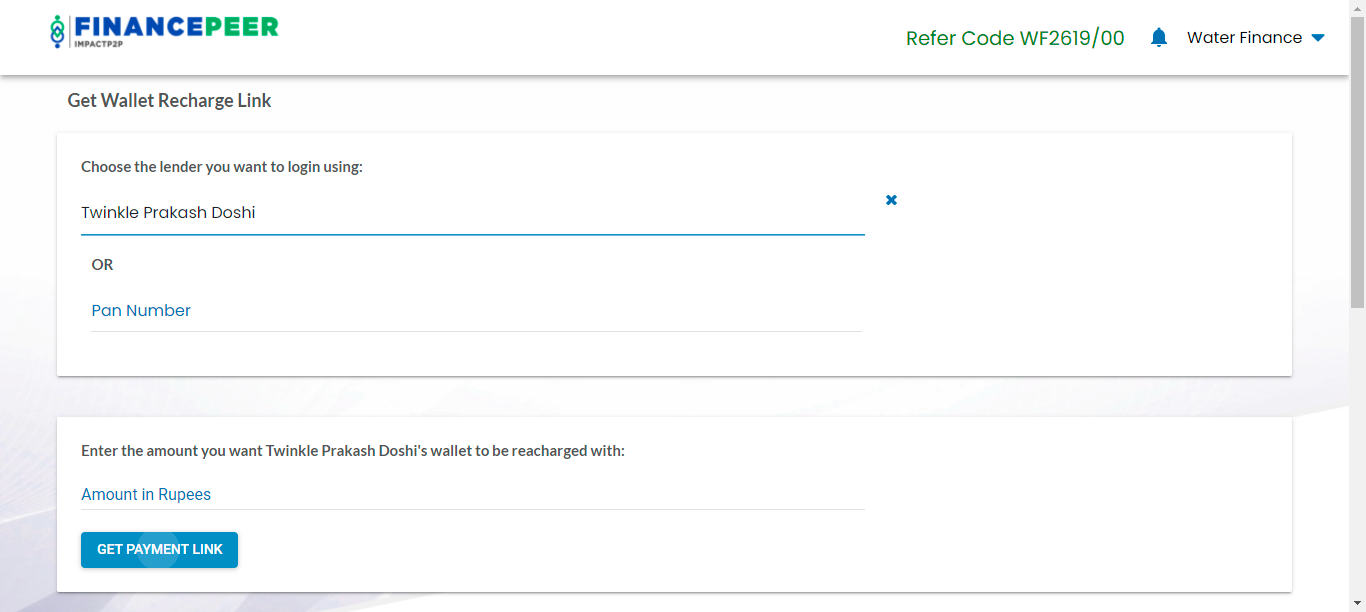 FINANCEPEER
IMPACTP2P
Refer Code WF2619/00
Water Finance
Get Wallet Recharge Link
Choose the lender you want to login using:
Twinkle Prakash Doshi
OR
Pan Number
Enter the amount you want Twinkle Prakash Doshi's wallet to be reacharged with:
Amount in Rupees
GET PAYMENT LINK